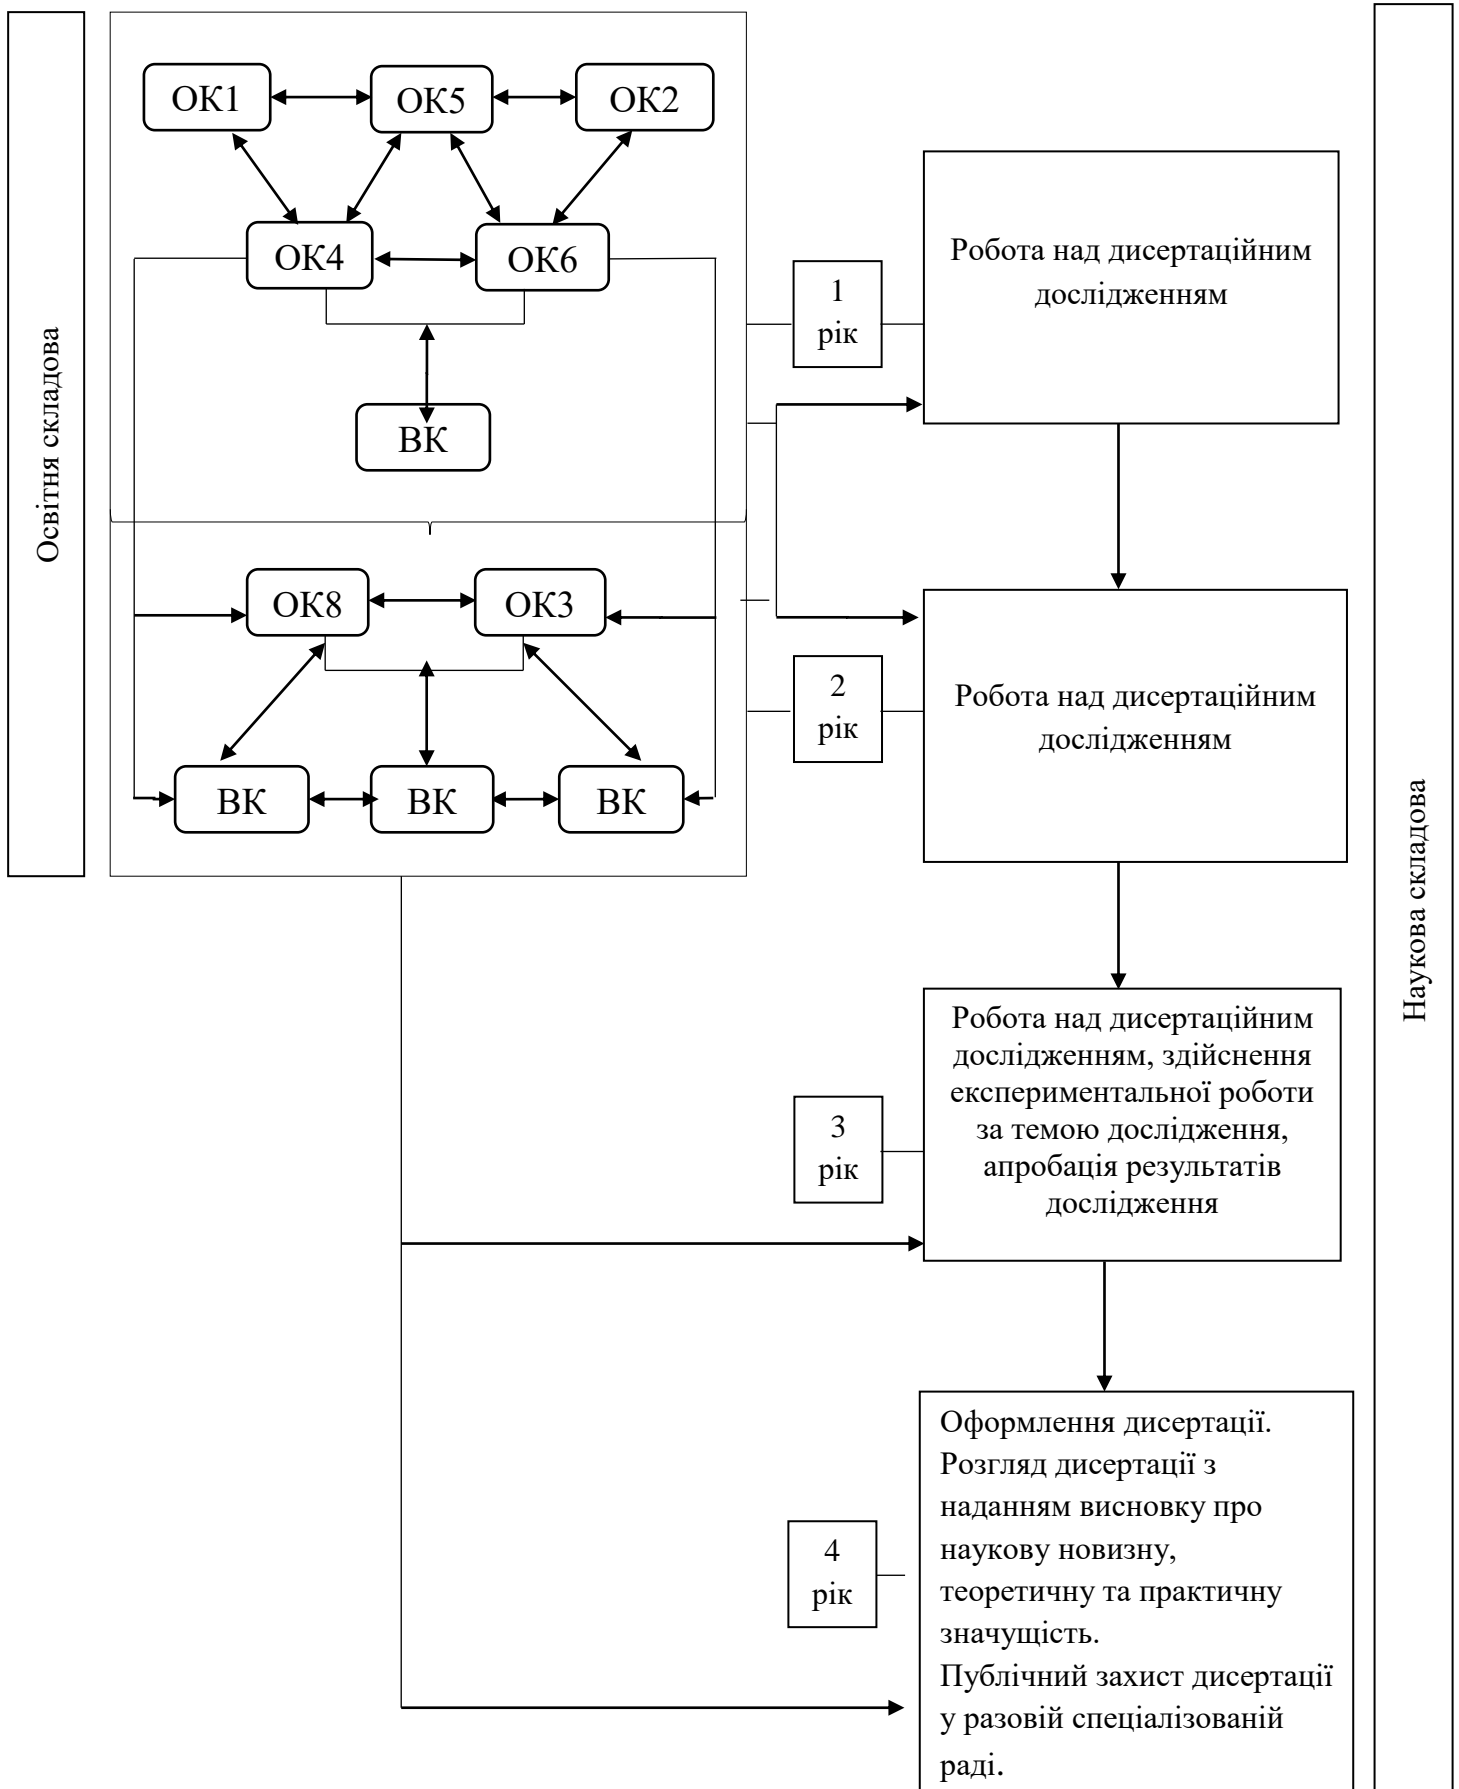 Освітня складова
ОК1
ОК5
ОК2
ОК4
ОК6
ВК
1
рік
Робота над дисертаційним
дослідженням
ОК8
ОК3
ВК
ВК
ВК
2
рік
Робота над дисертаційним
дослідженням
Наукова складова
3
рік
Робота над дисертаційним
дослідженням, здійснення
експериментальної роботи
за темою дослідження,
апробація результатів
дослідження
4
рік
Оформлення дисертації.
Розгляд дисертації з
наданням висновку про
наукову новизну,
теоретичну та практичну
значущість.
Публічний захист дисертації
у разовій спеціалізованій
раді.